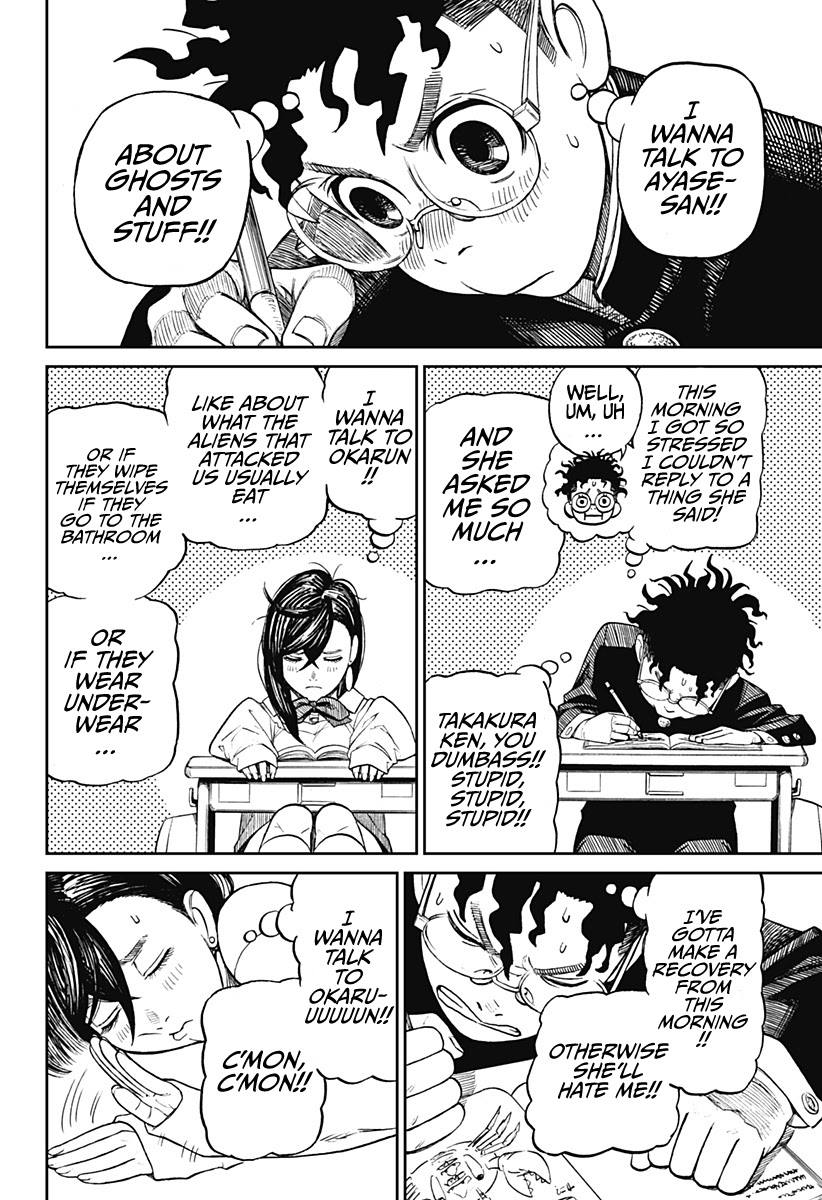 I
WANNA
TALK TO
AYASE-
SAN!!
ABOUT
GHOSTS
AND
STUFF!!
THIS
MORNING
I GOT SO
STRESSED
I COULDN'T
REPLY TO A
THING SHE
SAID!
WELL,
UM, UH
...
AND
SHE
ASKED
ME SO
MUCH
...
TAKAKURA
KEN, YOU
DUMBASS!!
STUPID,
STUPID,
STUPID!!
I
WANNA
TALK TO
OKARUN
!!
LIKE ABOUT
WHAT THE
ALIENS THAT
ATTACKED
US USUALLY
EAT
...
OR IF
THEY WIPE
THEMSELVES
IF THEY
GO TO THE
BATHROOM
...
OR
IF THEY
WEAR
UNDER-
WEAR
...
I'VE
GOTTA
MAKE A
RECOVERY
FROM
THIS
MORNING
!!
OTHERWISE
SHE'LL
HATE ME!!
I
WANNA
TALK
TO
OKARU-
UUUUUN!!
C'MON,
C'MON!!